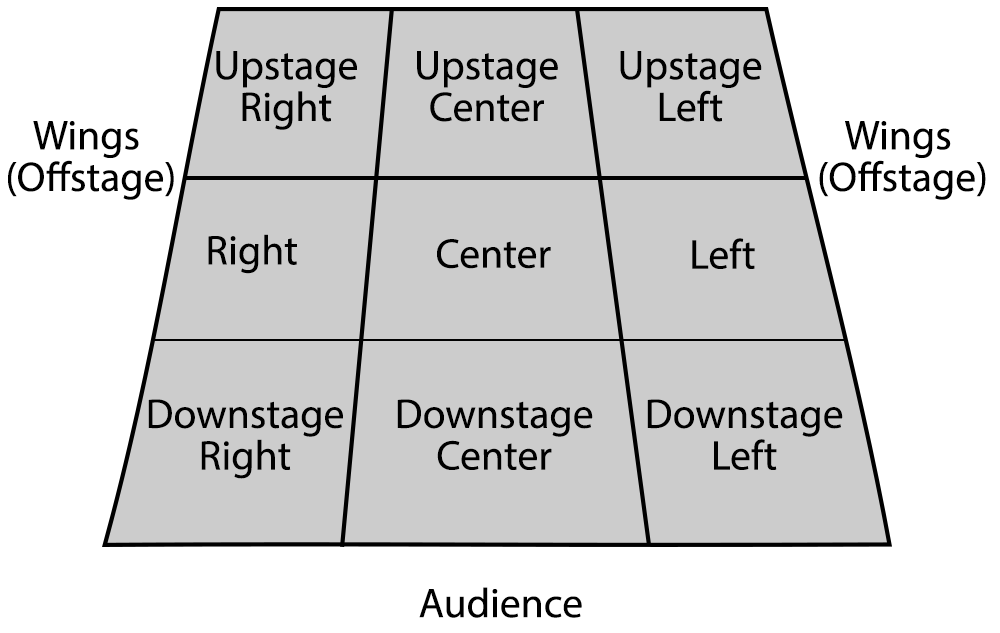 Upstage
Right
Upstage
Center
Upstage
Left
Wings
(Offstage)
Wings
(Offstage)
Right
Center
Left
Downstage
Right
Downstage
Center
Downstage
Left
Audience